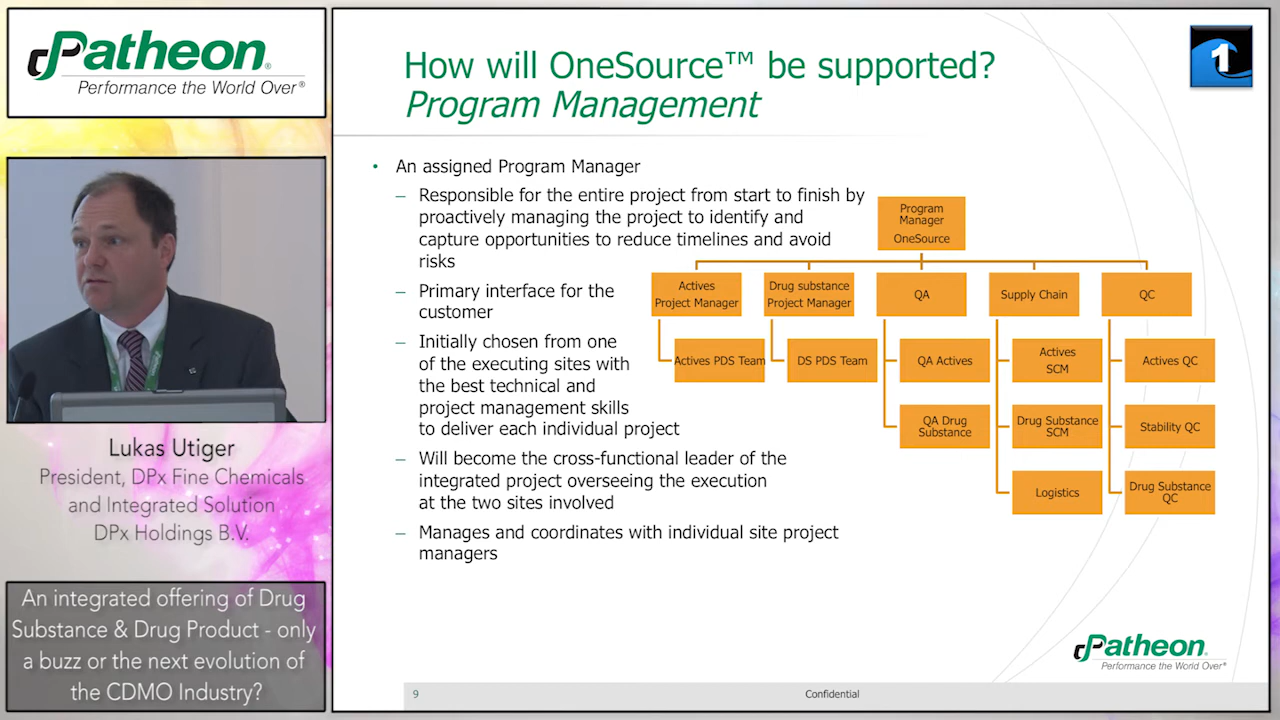 Patheon®
Performance the World Over®
Lukas Utiger
President, DPx Fine Chemicals
and Integrated Solution
DPx Holdings B.V.
An integrated offering of Drug
Substance & Drug Product - only
a buzz or the next evolution of
the CDMO Industry?
How will OneSource™ be supported?
Program Management
1
• An assigned Program Manager
– Responsible for the entire project from start to finish by
proactively managing the project to identify and
capture opportunities to reduce timelines and avoid
risks
– Primary interface for the
customer
– Initially chosen from one
of the executing sites with
the best technical and
project management skills
to deliver each individual project
– Will become the cross-functional leader of the
integrated project overseeing the execution
at the two sites involved
– Manages and coordinates with individual site project
managers
Program
Manager
OneSource
Actives
Project Manager
Drug substance
Project Manager
QA
Supply Chain
QC
Actives PDS Team
DS PDS Team
QA Actives
Actives
SCM
Actives QC
QA Drug
Substance
Drug Substance
SCM
Stability QC
Logistics
Drug Substance
QC
Patheon®
Performance the World Over®
9
Confidential